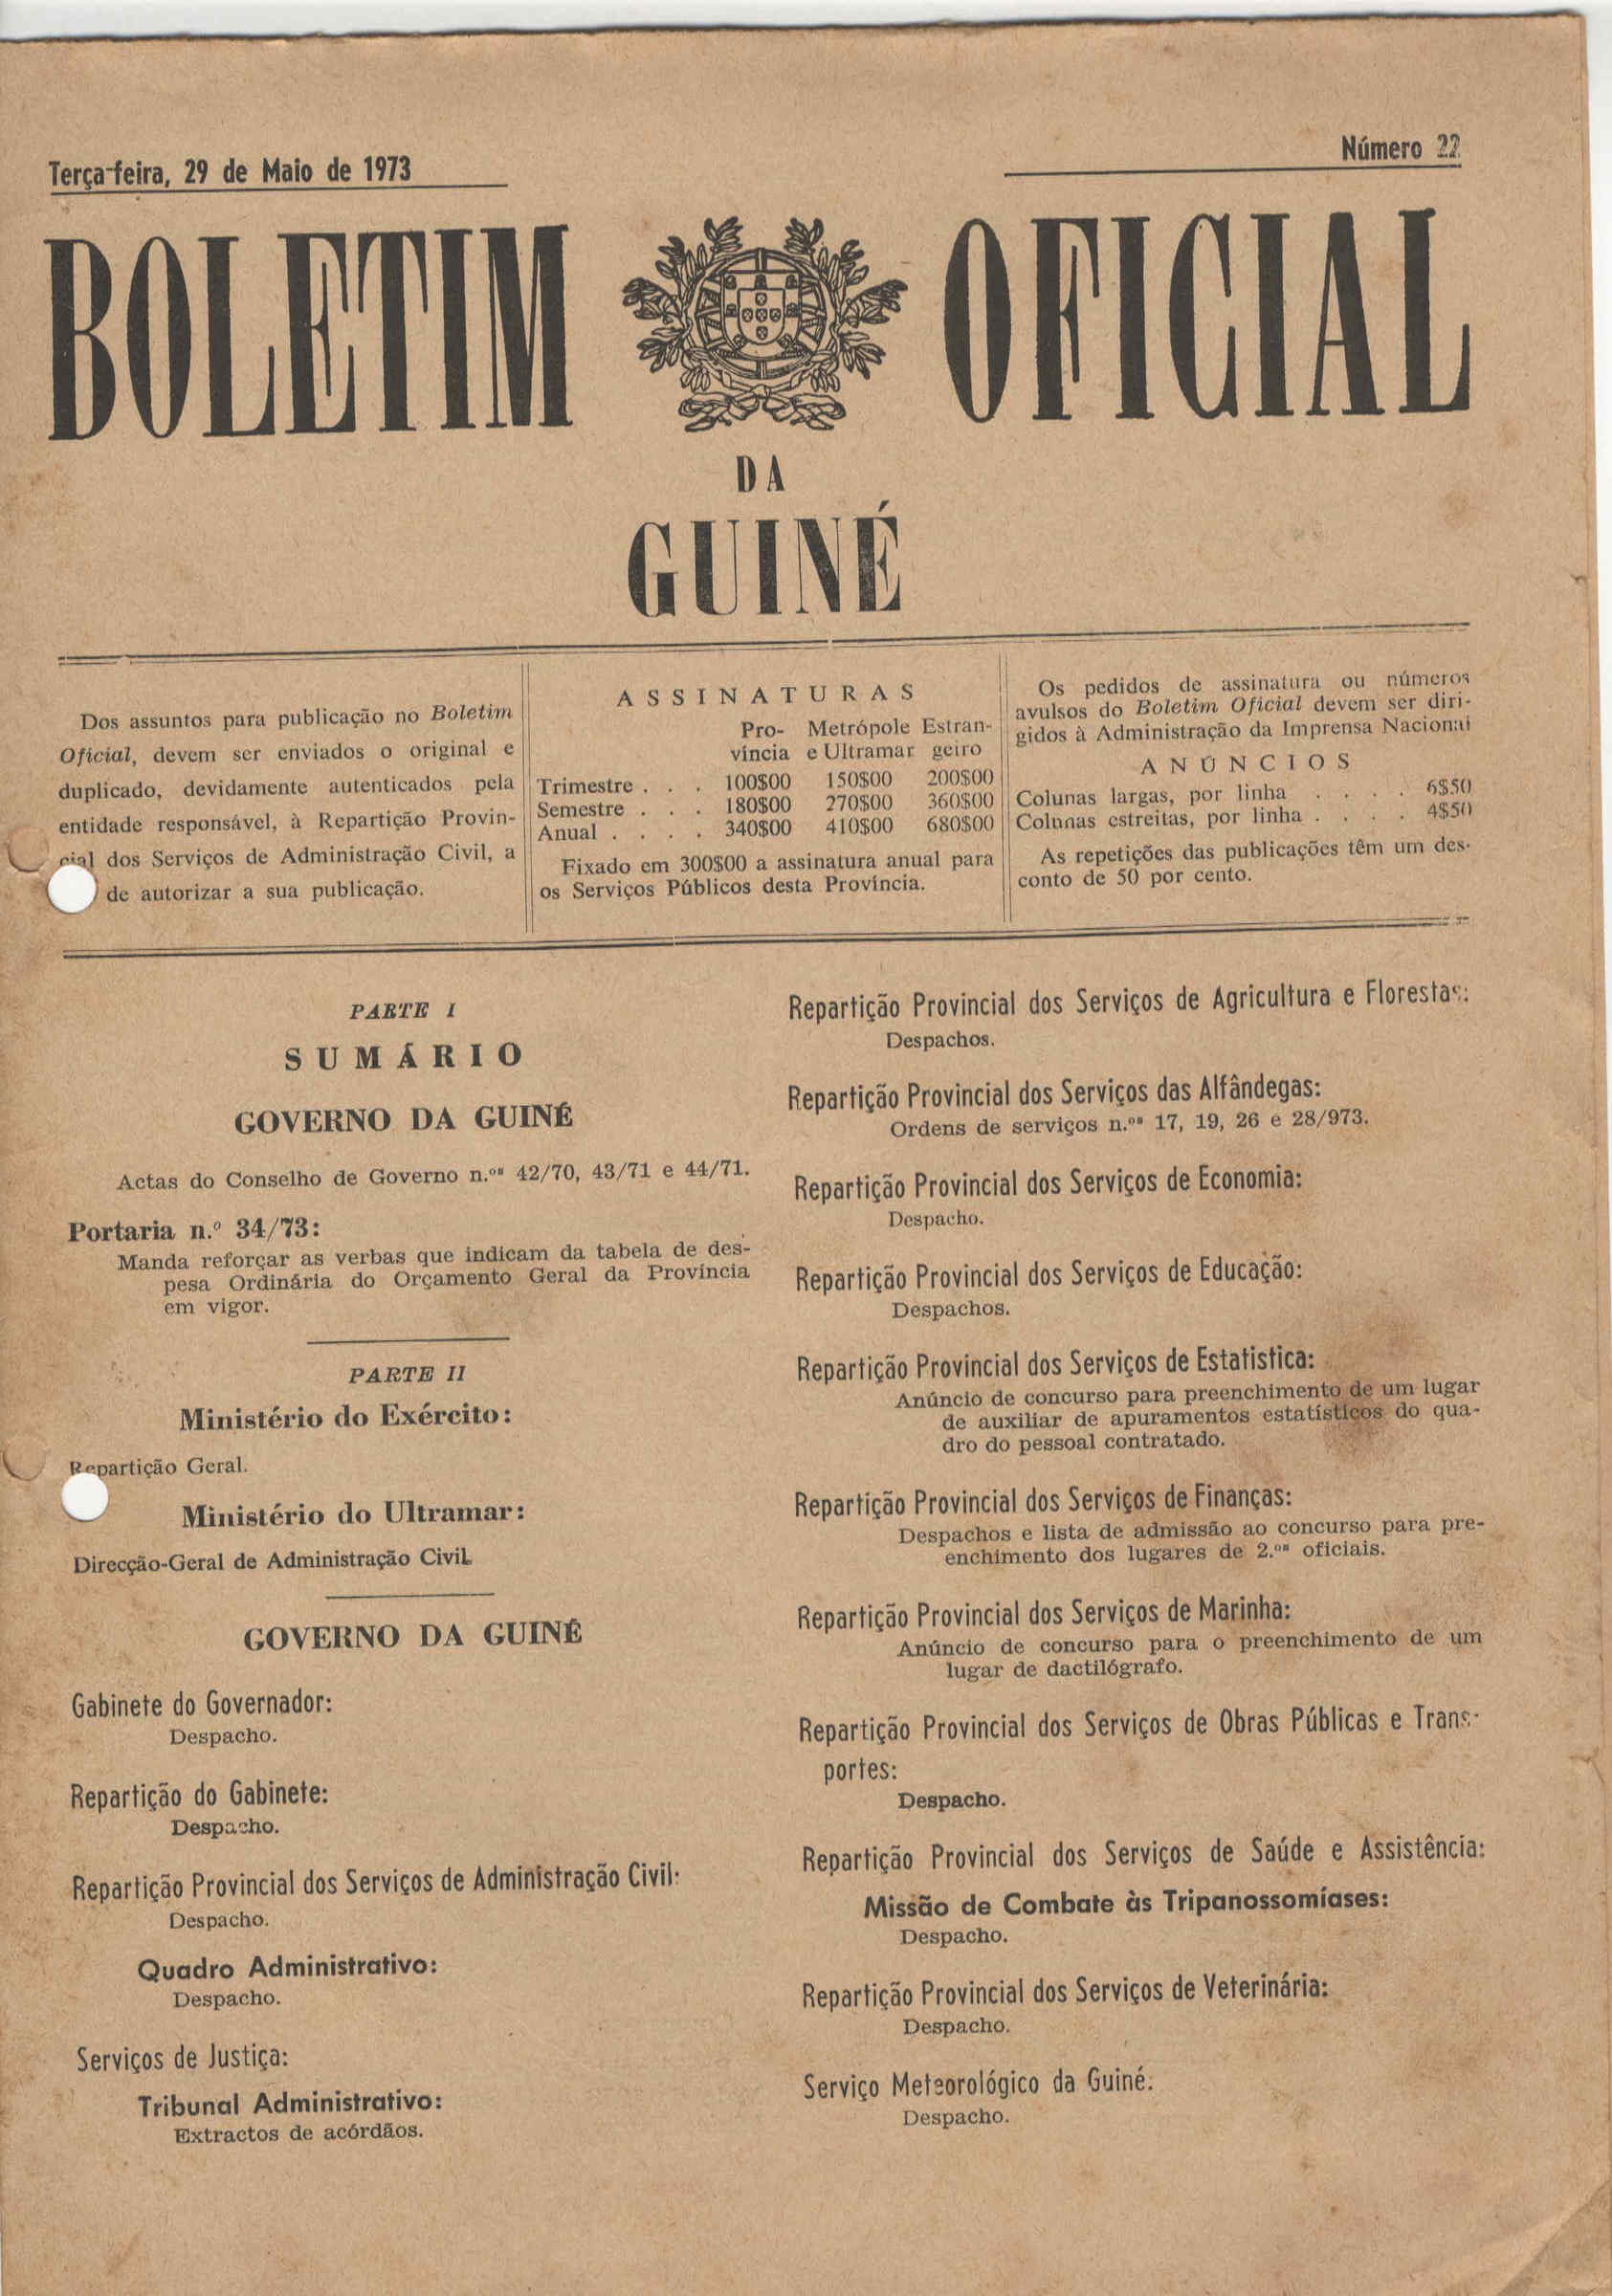 Terça-feira, 29 de Maio de 1973
Número 22
BOLETIM OFICIAL
DA
GUINÉ
Dos assuntos para publicação no Boletim
Oficial, devem ser enviados o original e
duplicado, devidamente autenticados pela
entidade responsável, à Repartição Provin-
cial dos Serviços de Administração Civil, a
de autorizar a sua publicação.
ASSINATURAS
Pro- Metrópole Estran-
víncia e Ultramar geiro
Trimestre . . . 100$00 150$00 200$00
Semestre . . . 180$00 270$00 360$00
Anual . . . . 340$00 410$00 680$00
Fixado em 300$00 a assinatura anual para
os Serviços Públicos desta Província.
Os pedidos de assinatura ou números
avulsos do Boletim Oficial devem ser diri-
gidos à Administração da Imprensa Nacional
ANÚNCIOS
Colunas largas, por linha . . . . 6$50
Colunas estreitas, por linha . . . . 4$50
As repetições das publicações têm um des-
conto de 50 por cento.
PARTE I
SUMÁRIO
GOVERNO DA GUINÉ
Actas do Conselho de Governo n.os 42/70, 43/71 e 44/71.
Portaria n.º 34/73:
Manda reforçar as verbas que indicam da tabela de des-
pesa Ordinária do Orçamento Geral da Província
em vigor.
PARTE II
Ministério do Exército:
Repartição Geral.
Ministério do Ultramar:
Direcção-Geral de Administração Civil.
GOVERNO DA GUINÉ
Gabinete do Governador:
Despacho.
Repartição do Gabinete:
Despacho.
Repartição Provincial dos Serviços de Administração Civil:
Despacho.
Quadro Administrativo:
Despacho.
Serviços de Justiça:
Tribunal Administrativo:
Extractos de acórdãos.
Repartição Provincial dos Serviços de Agricultura e Florestas:
Despachos.
Repartição Provincial dos Serviços das Alfândegas:
Ordens de serviços n.os 17, 19, 26 e 28/973.
Repartição Provincial dos Serviços de Economia:
Despacho.
Repartição Provincial dos Serviços de Educação:
Despachos.
Repartição Provincial dos Serviços de Estatistica:
Anúncio de concurso para preenchimento de um lugar
de auxiliar de apuramentos estatísticos do qua-
dro do pessoal contratado.
Repartição Provincial dos Serviços de Finanças:
Despachos e lista de admissão ao concurso para pre-
enchimento dos lugares de 2.os oficiais.
Repartição Provincial dos Serviços de Marinha:
Anúncio de concurso para o preenchimento de um
lugar de dactilógrafo.
Repartição Provincial dos Serviços de Obras Públicas e Trans-
portes:
Despacho.
Repartição Provincial dos Serviços de Saúde e Assistência:
Missão de Combate às Tripanossomíases:
Despacho.
Repartição Provincial dos Serviços de Veterinária:
Despacho.
Serviço Meteorológico da Guiné:
Despacho.